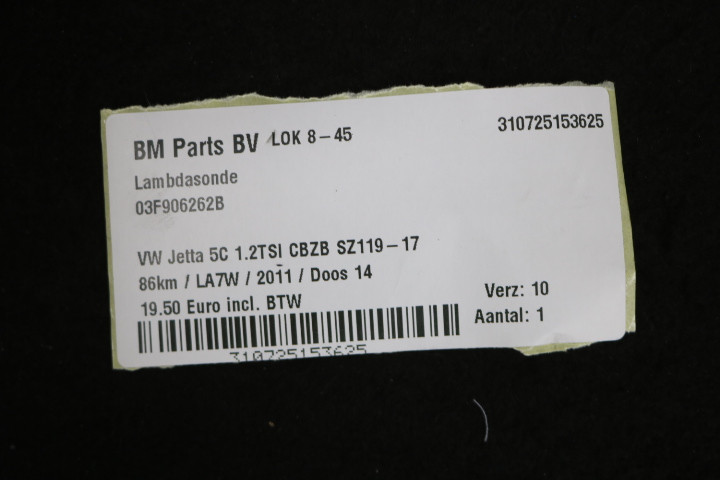 BM Parts BV LOK 8-45 310725153625
Lambdasonde
03F906262B
VW Jetta 5C 1.2TSI CBZB SZ119-17
86km / LA7W / 2011 / Doos 14
19.50 Euro incl. BTW Verz: 10
Aantal: 1
310725153625